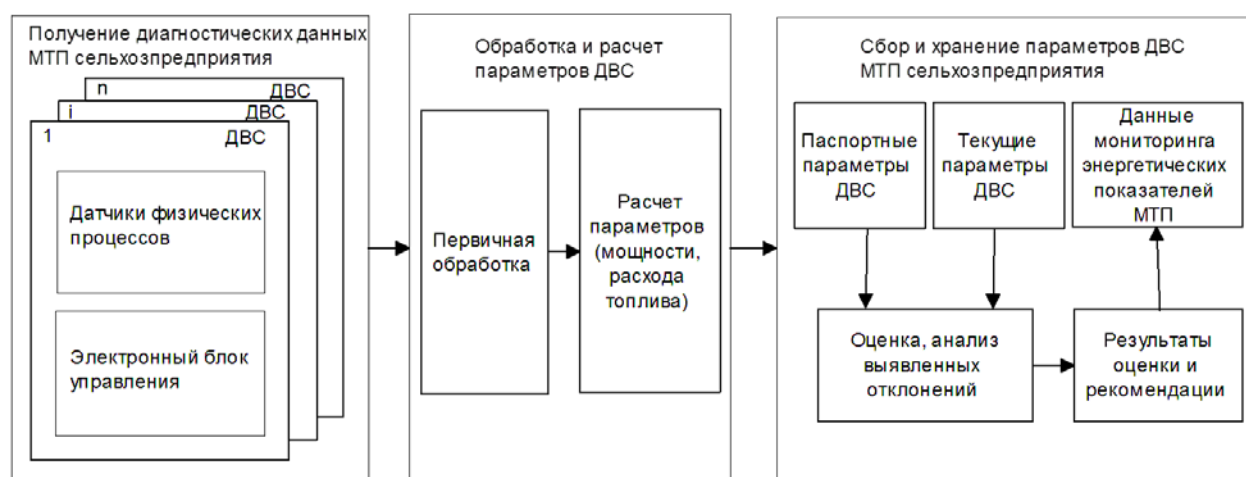 Получение диагностических данных
МТП сельхозпредприятия
n
ДВС
i
ДВС
1
ДВС
Датчики физических
процессов
Электронный блок
управления
Обработка и расчет
параметров ДВС
Первичная
обработка
Расчет
параметров
(мощности,
расхода
топлива)
Сбор и хранение параметров ДВС
МТП сельхозпредприятия
Паспортные
параметры
ДВС
Текущие
параметры
ДВС
Данные
мониторинга
энергетических
показателей
МТП
Оценка, анализ
выявленных
отклонений
Результаты
оценки и
рекомендации